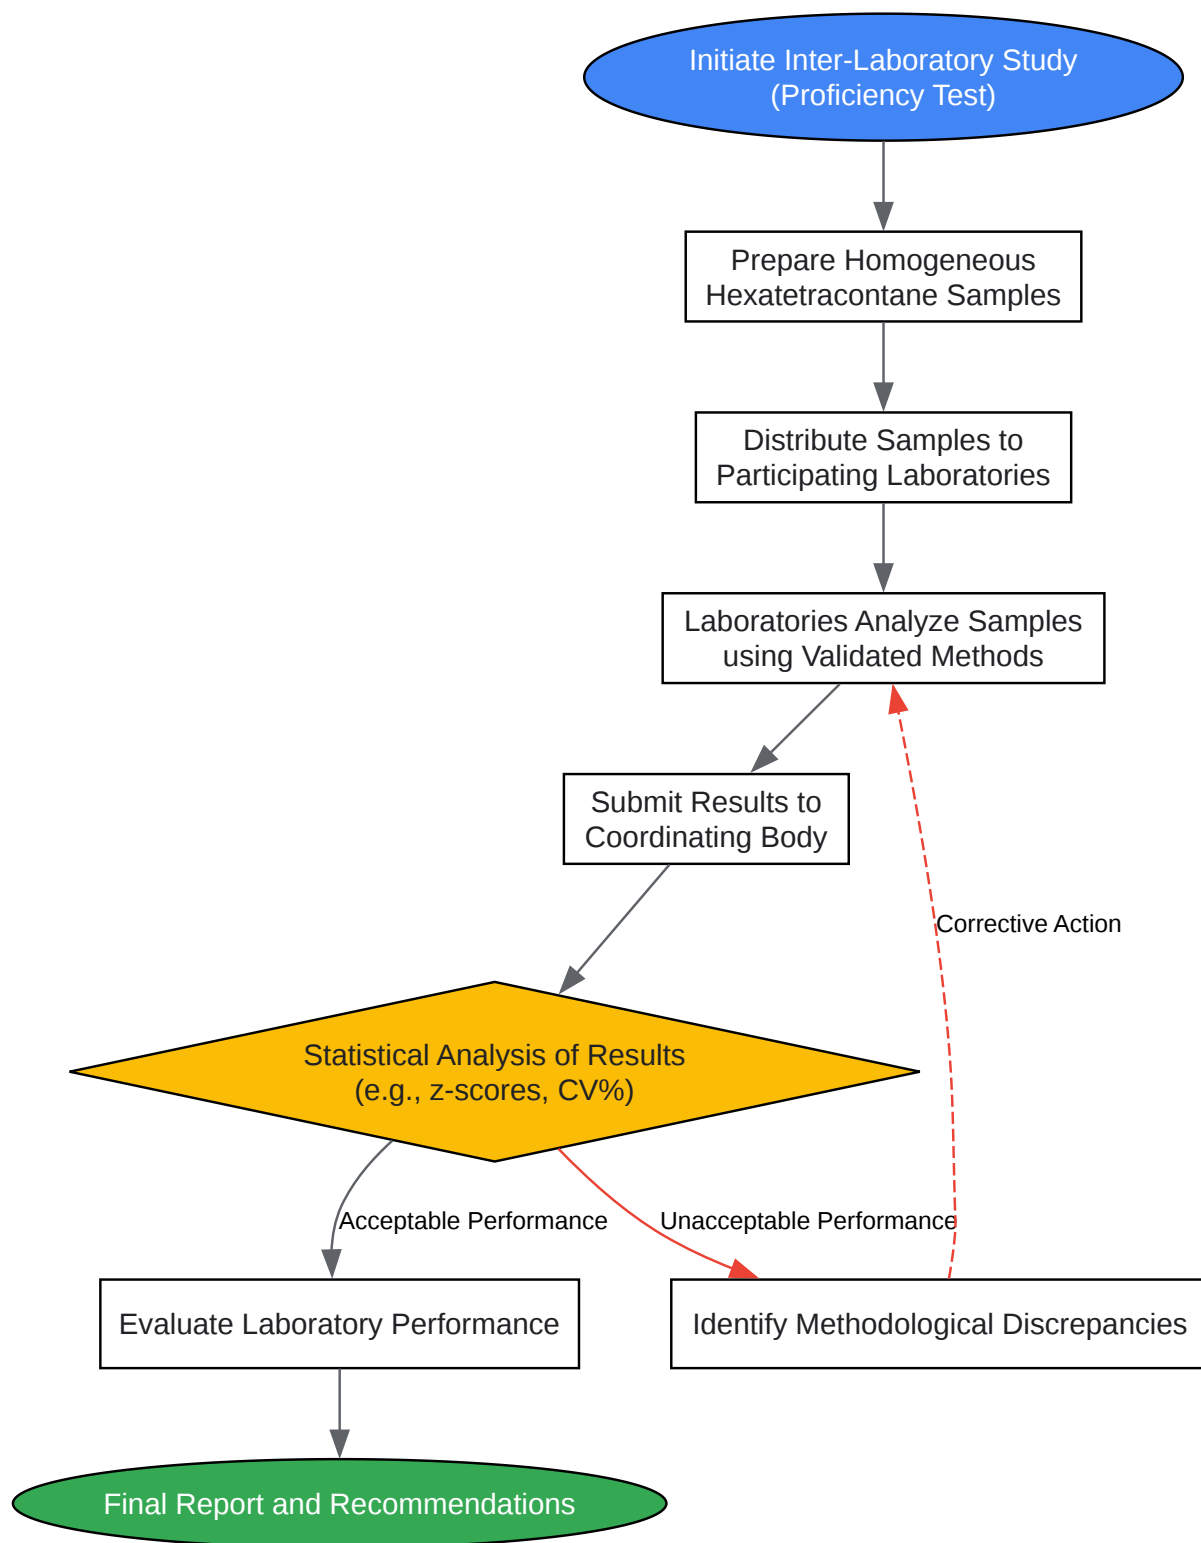 Initiate Inter-Laboratory Study
(Proficiency Test)
Prepare Homogeneous
Hexatetracontane Samples
Distribute Samples to
Participating Laboratories
Laboratories Analyze Samples
using Validated Methods
Submit Results to
Coordinating Body
Corrective Action
Statistical Analysis of Results
(e.g., z-scores, CV%)
Acceptable Performance
Unacceptable Performance
Evaluate Laboratory Performance
Identify Methodological Discrepancies
Final Report and Recommendations